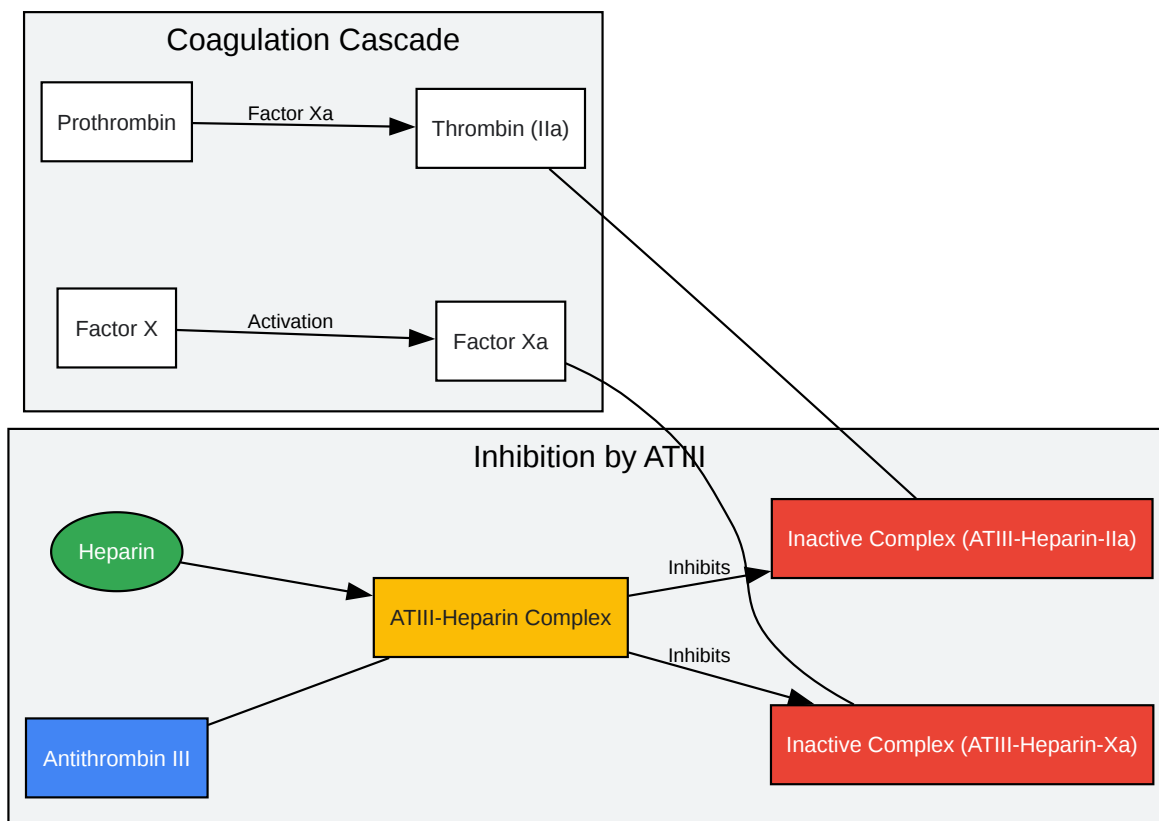 Coagulation Cascade
Prothrombin
Factor Xa
Thrombin (IIa)
Factor X
Activation
Factor Xa
Inhibition by ATIII
Heparin
ATIII-Heparin Complex
Inhibits
Inactive Complex (ATIII-Heparin-IIa)
Inhibits
Antithrombin III
Inactive Complex (ATIII-Heparin-Xa)